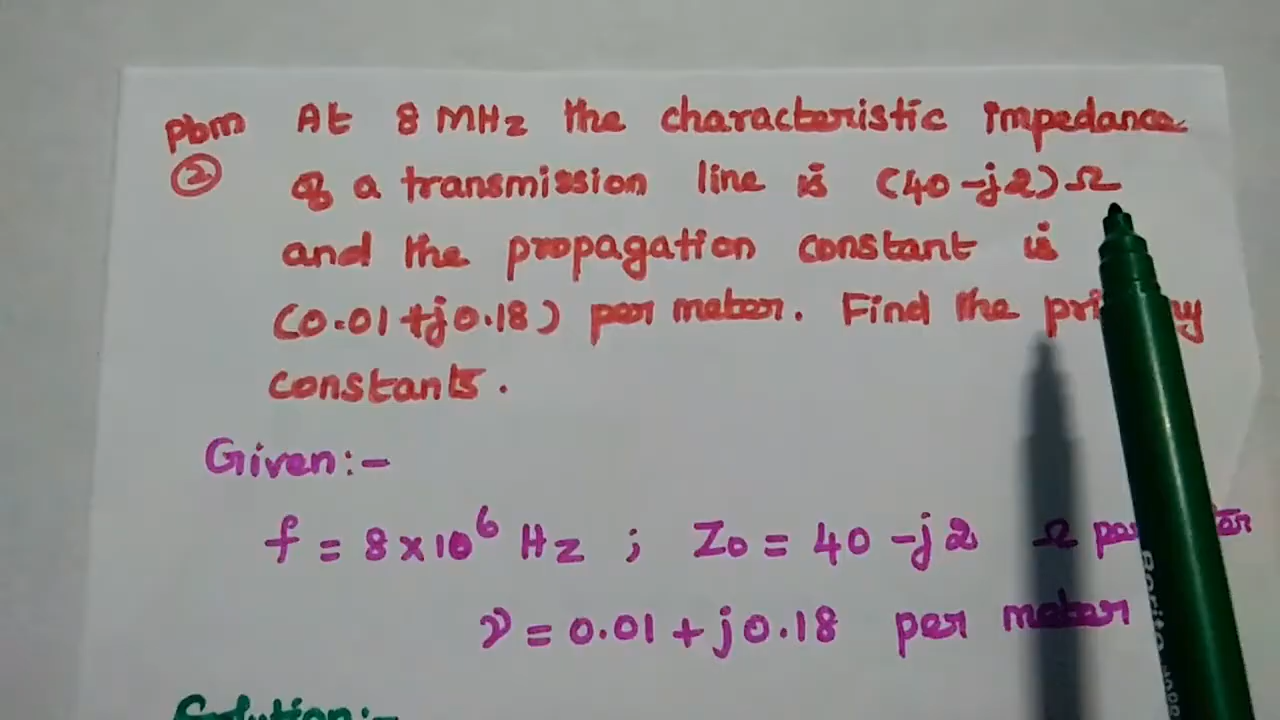 Pbm At 8 MHz the characteristic impedance
② of a transmission line is (40-j2)Ω
and the propagation constant is
(0.01+j0.18) per meter. Find the
constants.
Given:-
f = 8×10⁶ Hz ; Z₀ = 40 -j2 Ω
γ = 0.01 + j0.18 per meter
Solution:-